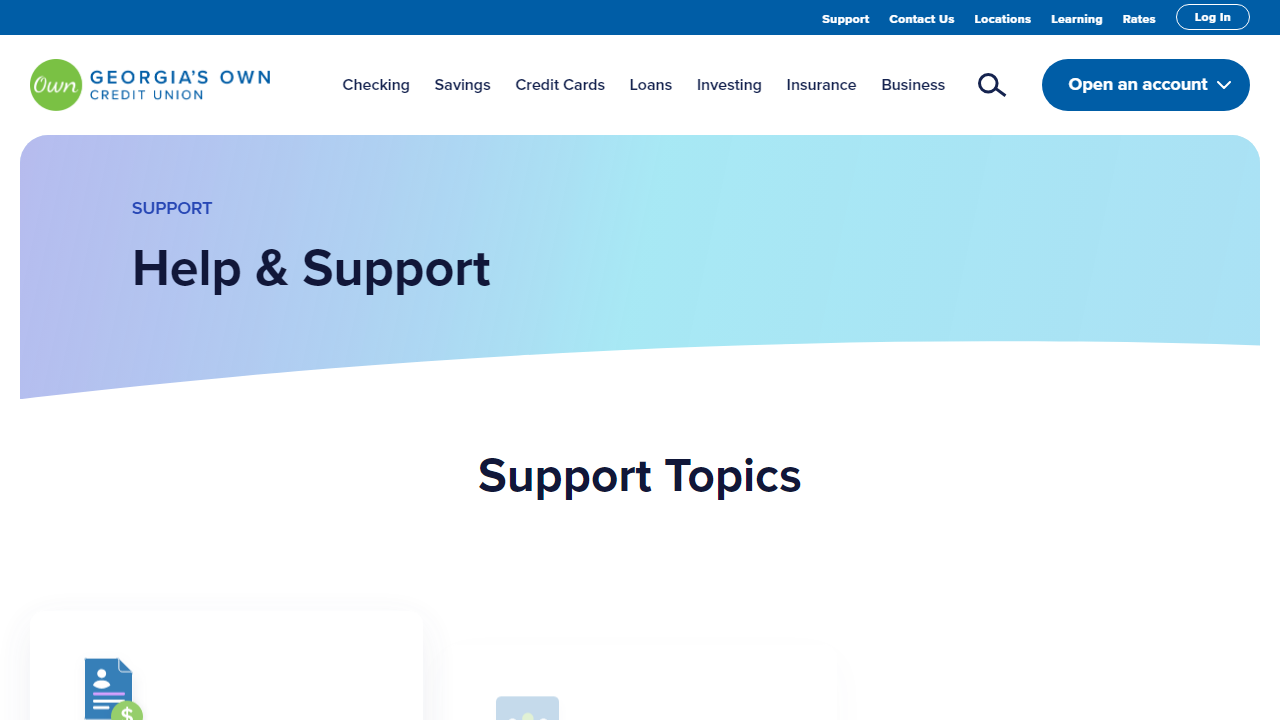 Support Contact Us Locations Learning Rates Log In
Own GEORGIA'S OWN
CREDIT UNION
Checking Savings Credit Cards Loans Investing Insurance Business Open an account
SUPPORT
Help & Support
Support Topics
$